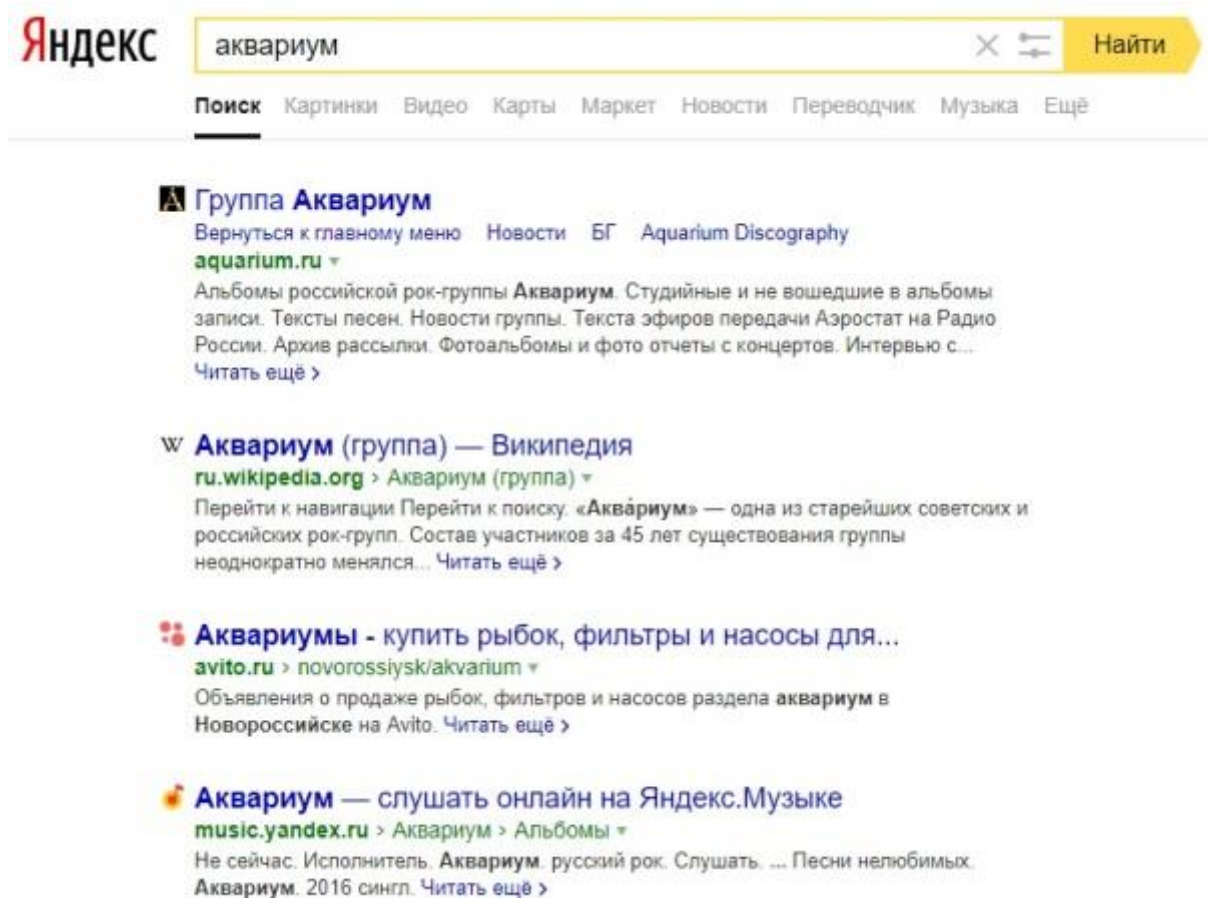 Яндекс
аквариум
Найти
Поиск Картинки Видео Карты Маркет Новости Переводчик Музыка Ещё
Группа Аквариум
Вернуться к главному меню Новости БГ Aquarium Discography
aquarium.ru
Альбомы российской рок-группы Аквариум. Студийные и не вошедшие в альбомы
записи. Тексты песен. Новости группы. Текста эфиров передачи Аэростат на Радио
России. Архив рассылки. Фотоальбомы и фото отчеты с концертов. Интервью с...
Читать ещё >
W Аквариум (группа) — Википедия
ru.wikipedia.org > Аквариум (группа)
Перейти к навигации Перейти к поиску. «Аква́риум» — одна из старейших советских и
российских рок-групп. Состав участников за 45 лет существования группы
неоднократно менялся... Читать ещё >
Аквариумы - купить рыбок, фильтры и насосы для...
avito.ru > novorossiysk/akvarium
Объявления о продаже рыбок, фильтров и насосов раздела аквариум в
Новороссийске на Avito. Читать ещё >
Аквариум — слушать онлайн на Яндекс.Музыке
music.yandex.ru > Аквариум > Альбомы
Не сейчас. Исполнитель. Аквариум. русский рок. Слушать. ... Песни нелюбимых.
Аквариум. 2016 сингл. Читать ещё >